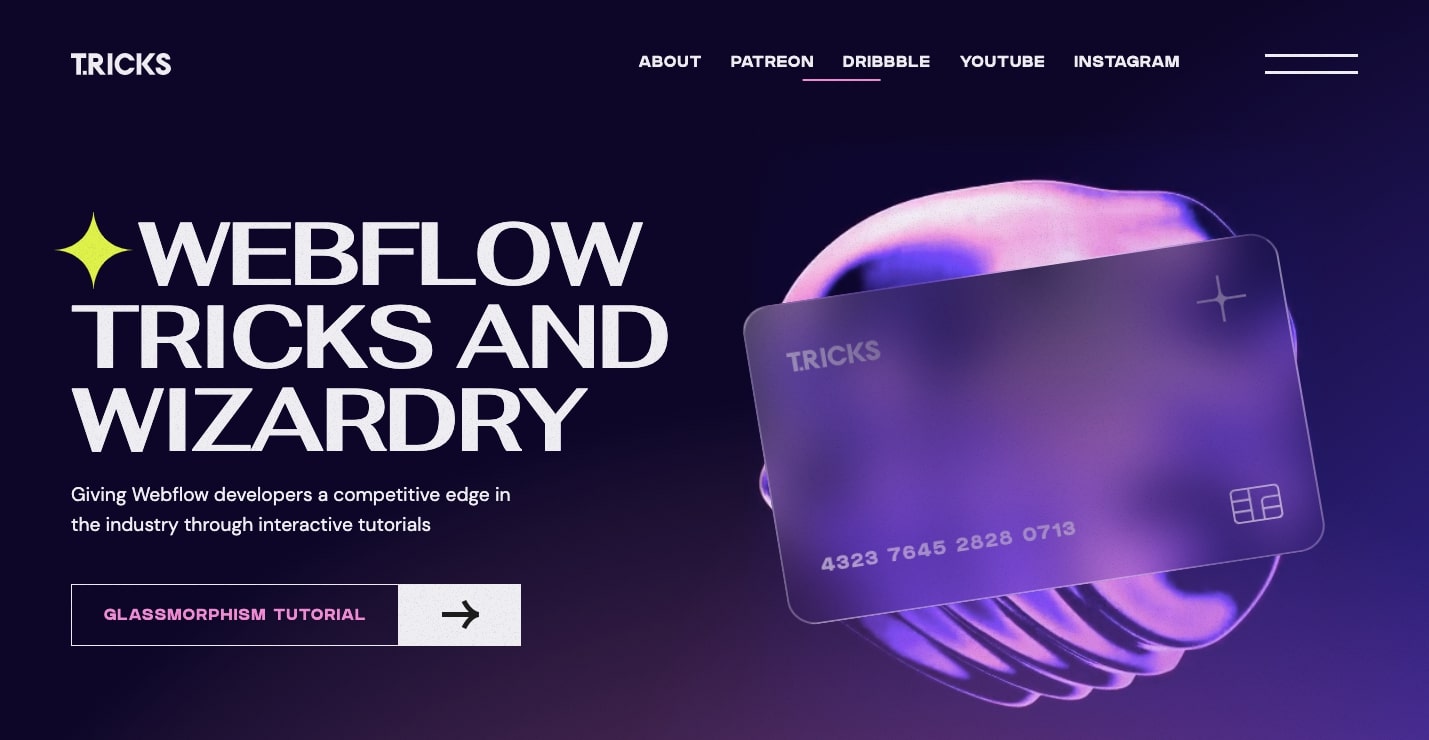 T.RICKS
ABOUT PATREON DRIBBBLE YOUTUBE INSTAGRAM
WEBFLOW
TRICKS AND
WIZARDRY
Giving Webflow developers a competitive edge in
the industry through interactive tutorials
GLASSMORPHISM TUTORIAL
T.RICKS
4323 7645 2828 0713